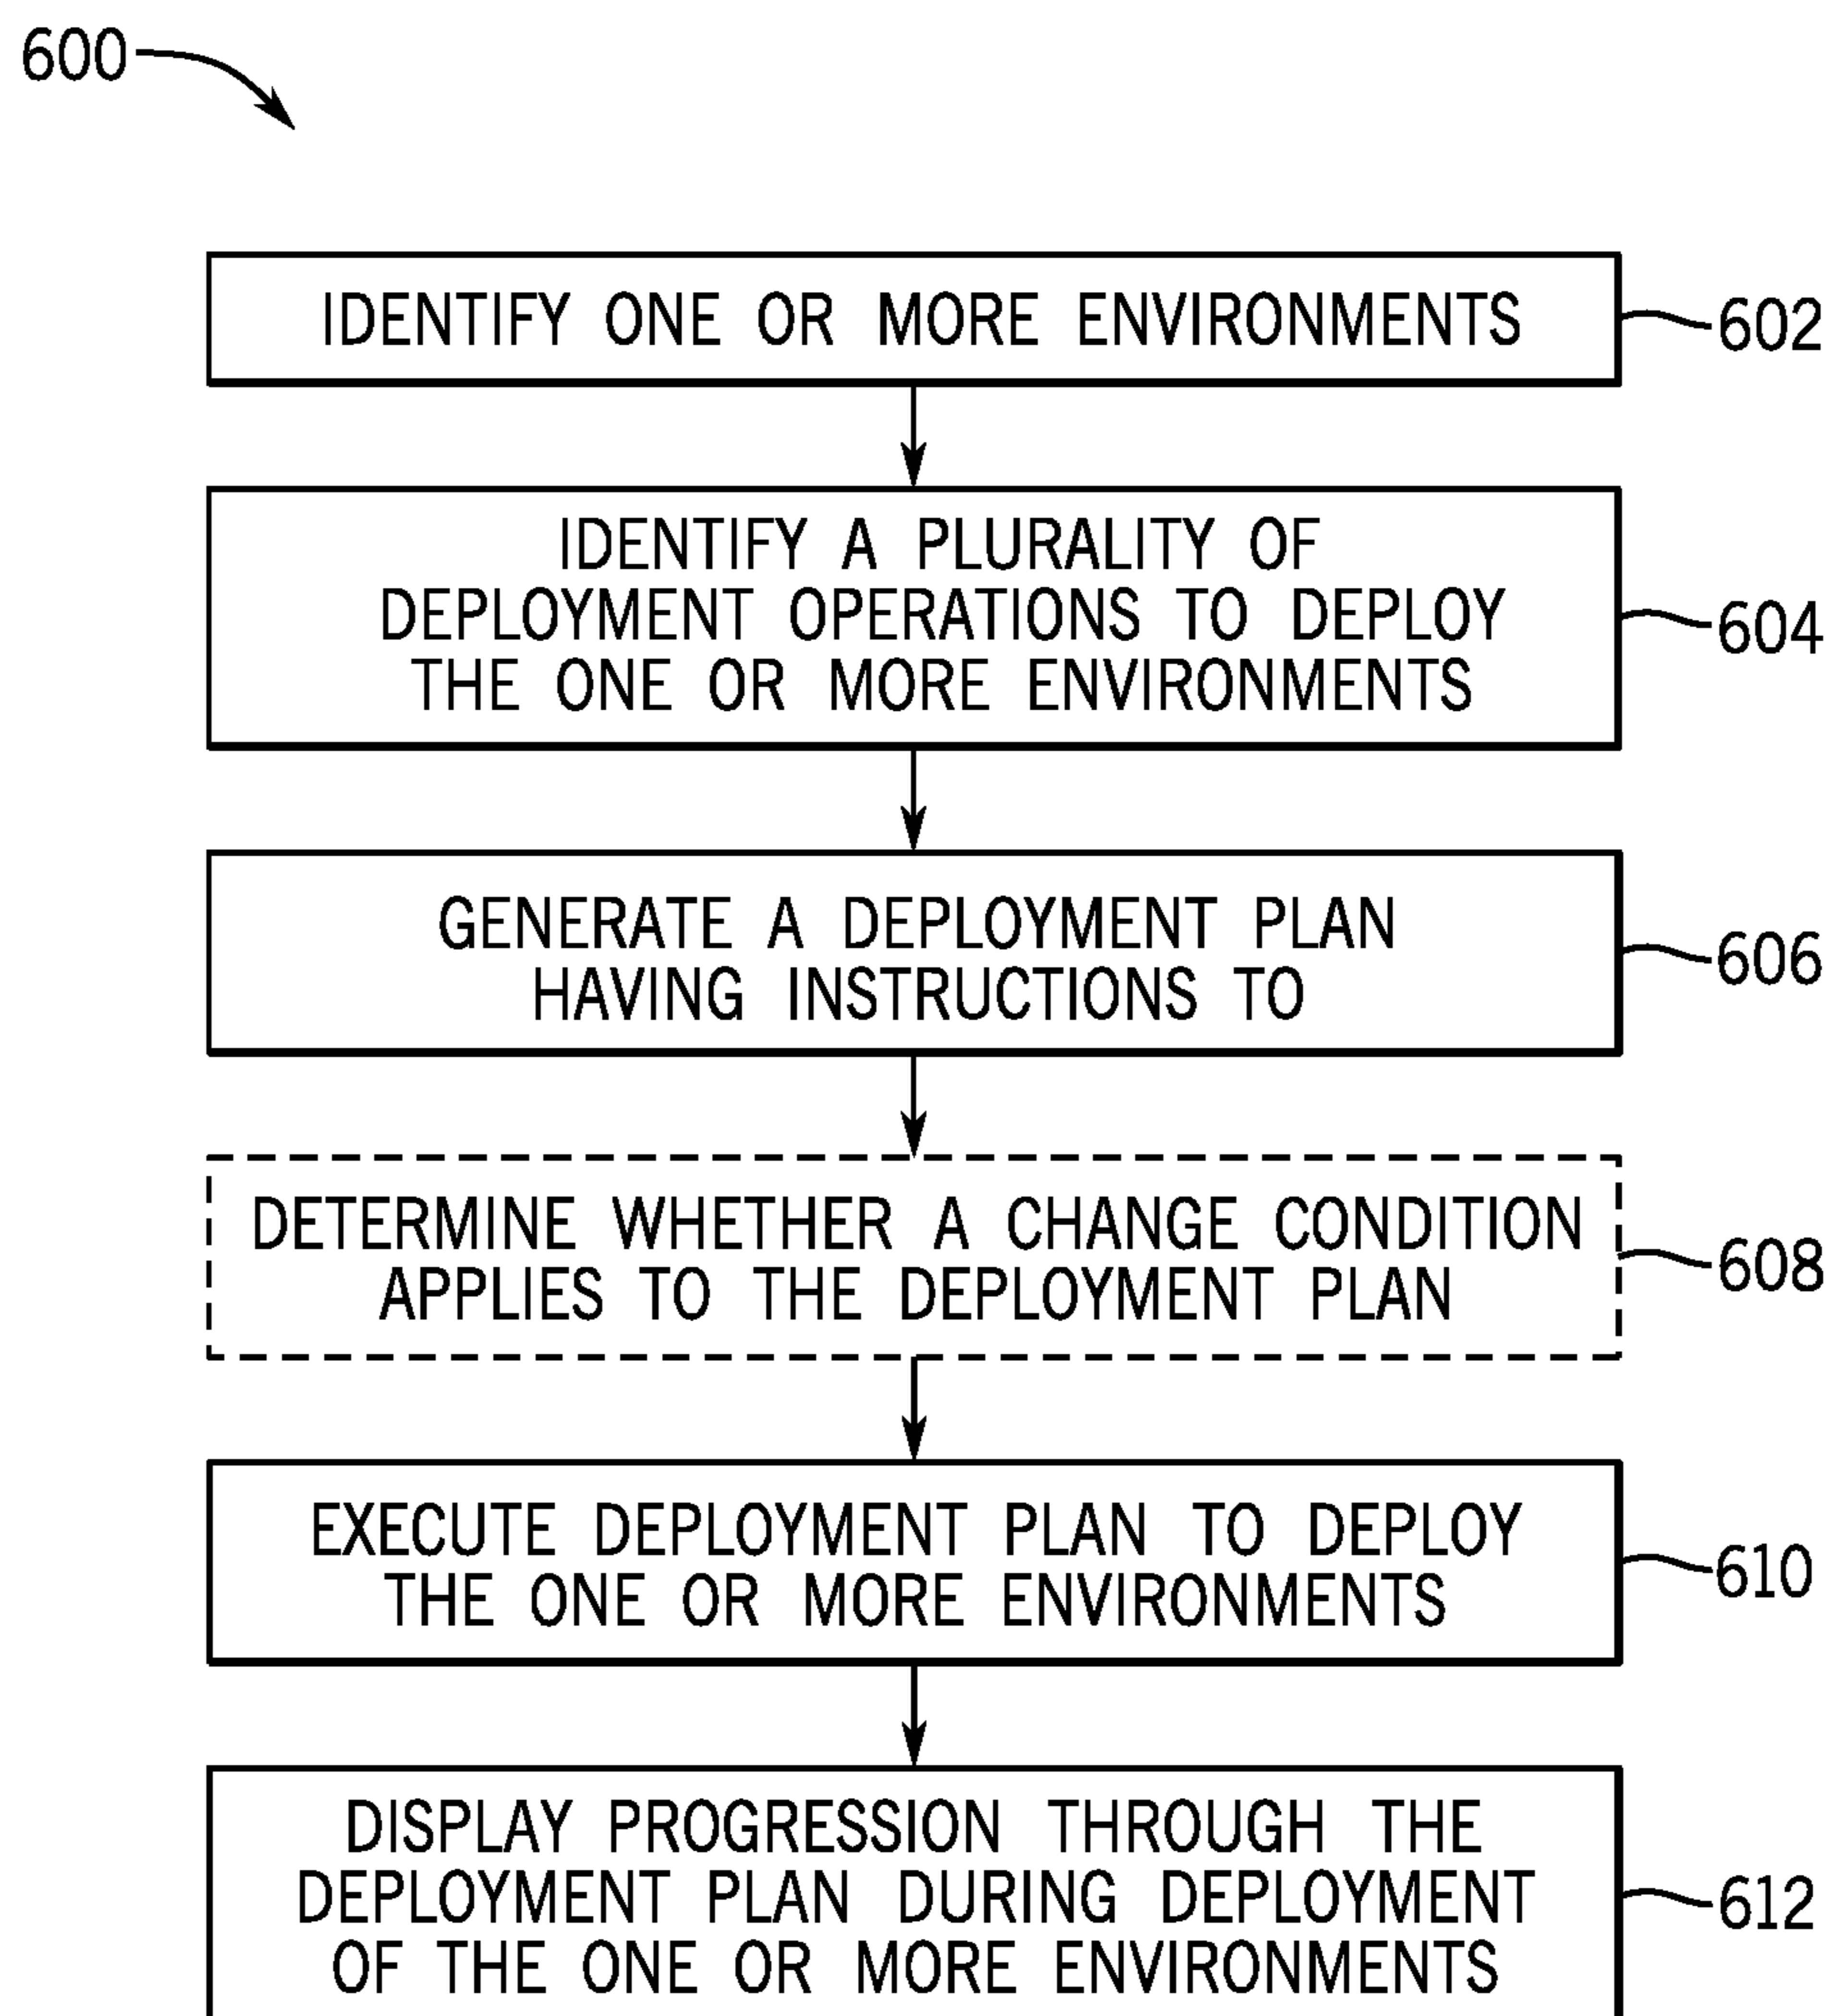 600
IDENTIFY ONE OR MORE ENVIRONMENTS
602
IDENTIFY A PLURALITY OF
DEPLOYMENT OPERATIONS TO DEPLOY
THE ONE OR MORE ENVIRONMENTS
604
GENERATE A DEPLOYMENT PLAN
HAVING INSTRUCTIONS TO
606
DETERMINE WHETHER A CHANGE CONDITION
APPLIES TO THE DEPLOYMENT PLAN
608
EXECUTE DEPLOYMENT PLAN TO DEPLOY
THE ONE OR MORE ENVIRONMENTS
610
DISPLAY PROGRESSION THROUGH THE
DEPLOYMENT PLAN DURING DEPLOYMENT
OF THE ONE OR MORE ENVIRONMENTS
612